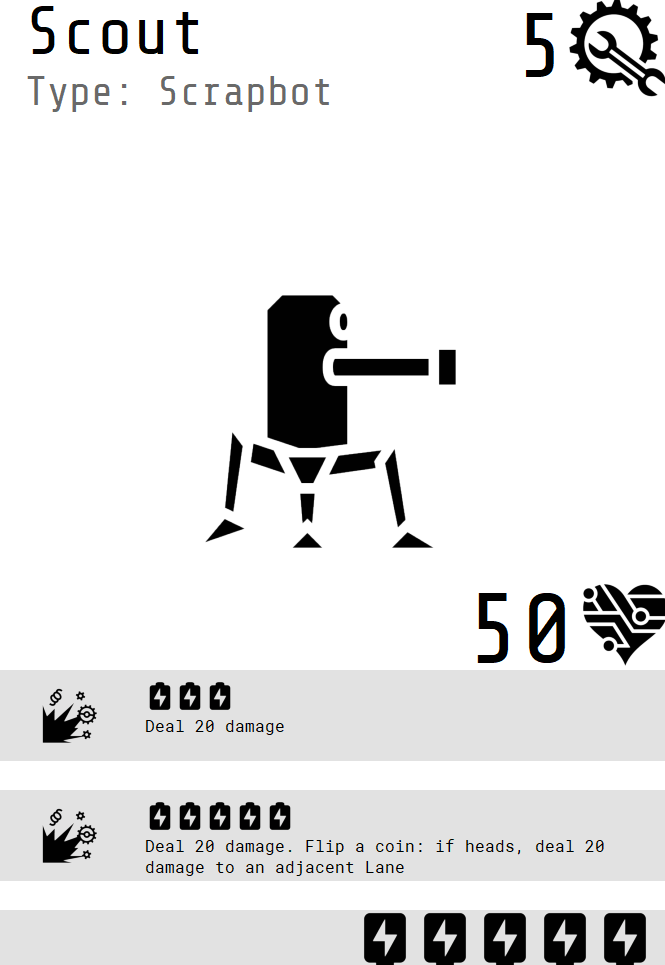 Scout
5
Type: Scrapbot
50
Deal 20 damage
Deal 20 damage. Flip a coin: if heads, deal 20
damage to an adjacent Lane